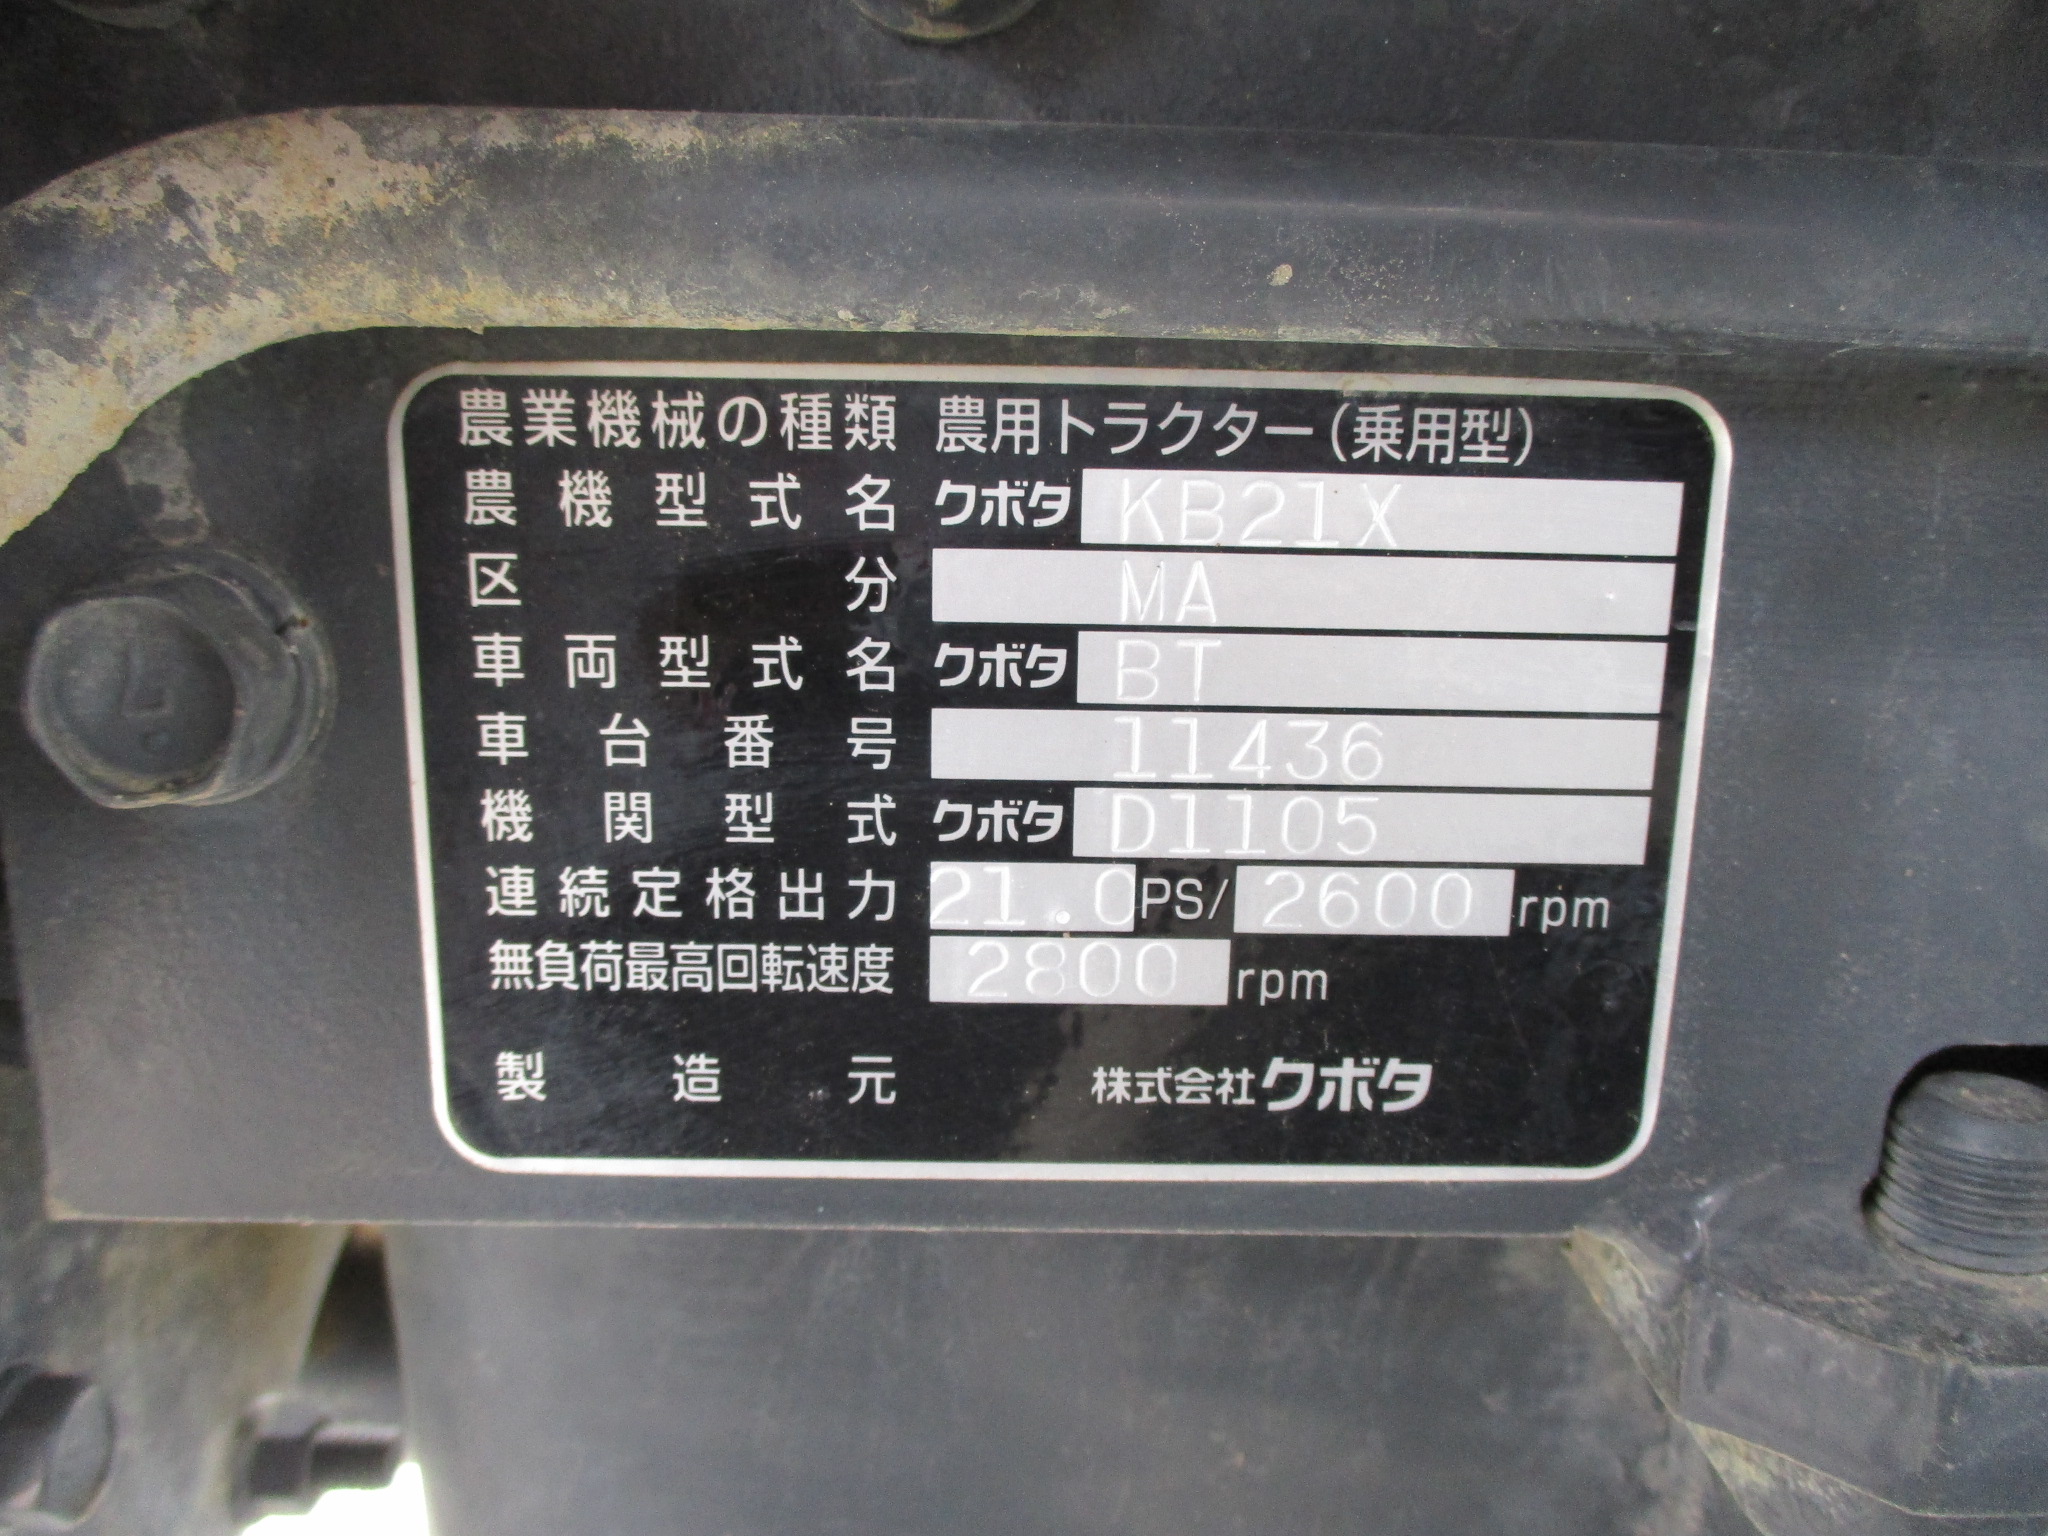 農業機械の種類 農用トラクター(乗用型)
農機型式名 クボタ KB21X
区分 MA
車両型式名 クボタ BT
車台番号 11436
機関型式 クボタ D1105
連続定格出力 21.0PS/2600rpm
無負荷最高回転速度 2800rpm
製造元 株式会社クボタ